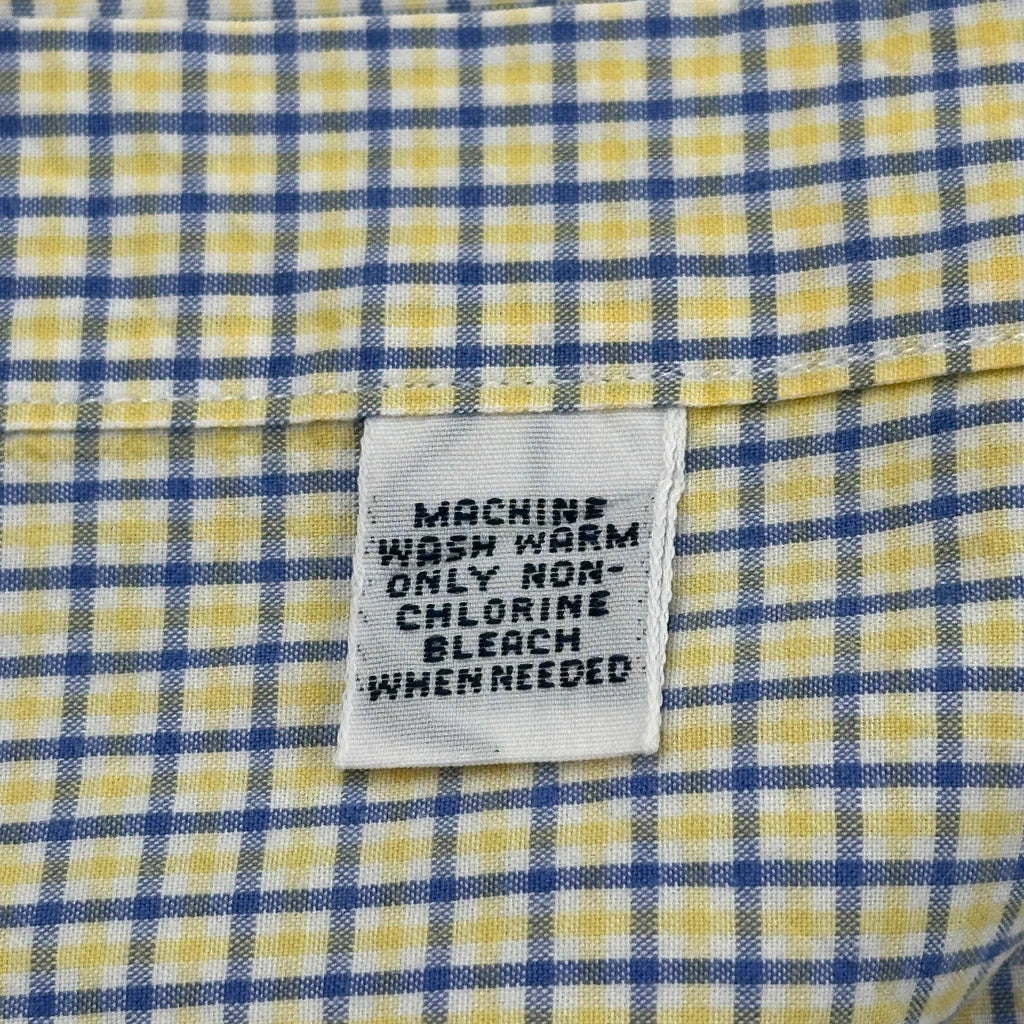 MACHINE
WASH WARM
ONLY NON-
CHLORINE
BLEACH
WHEN NEEDED